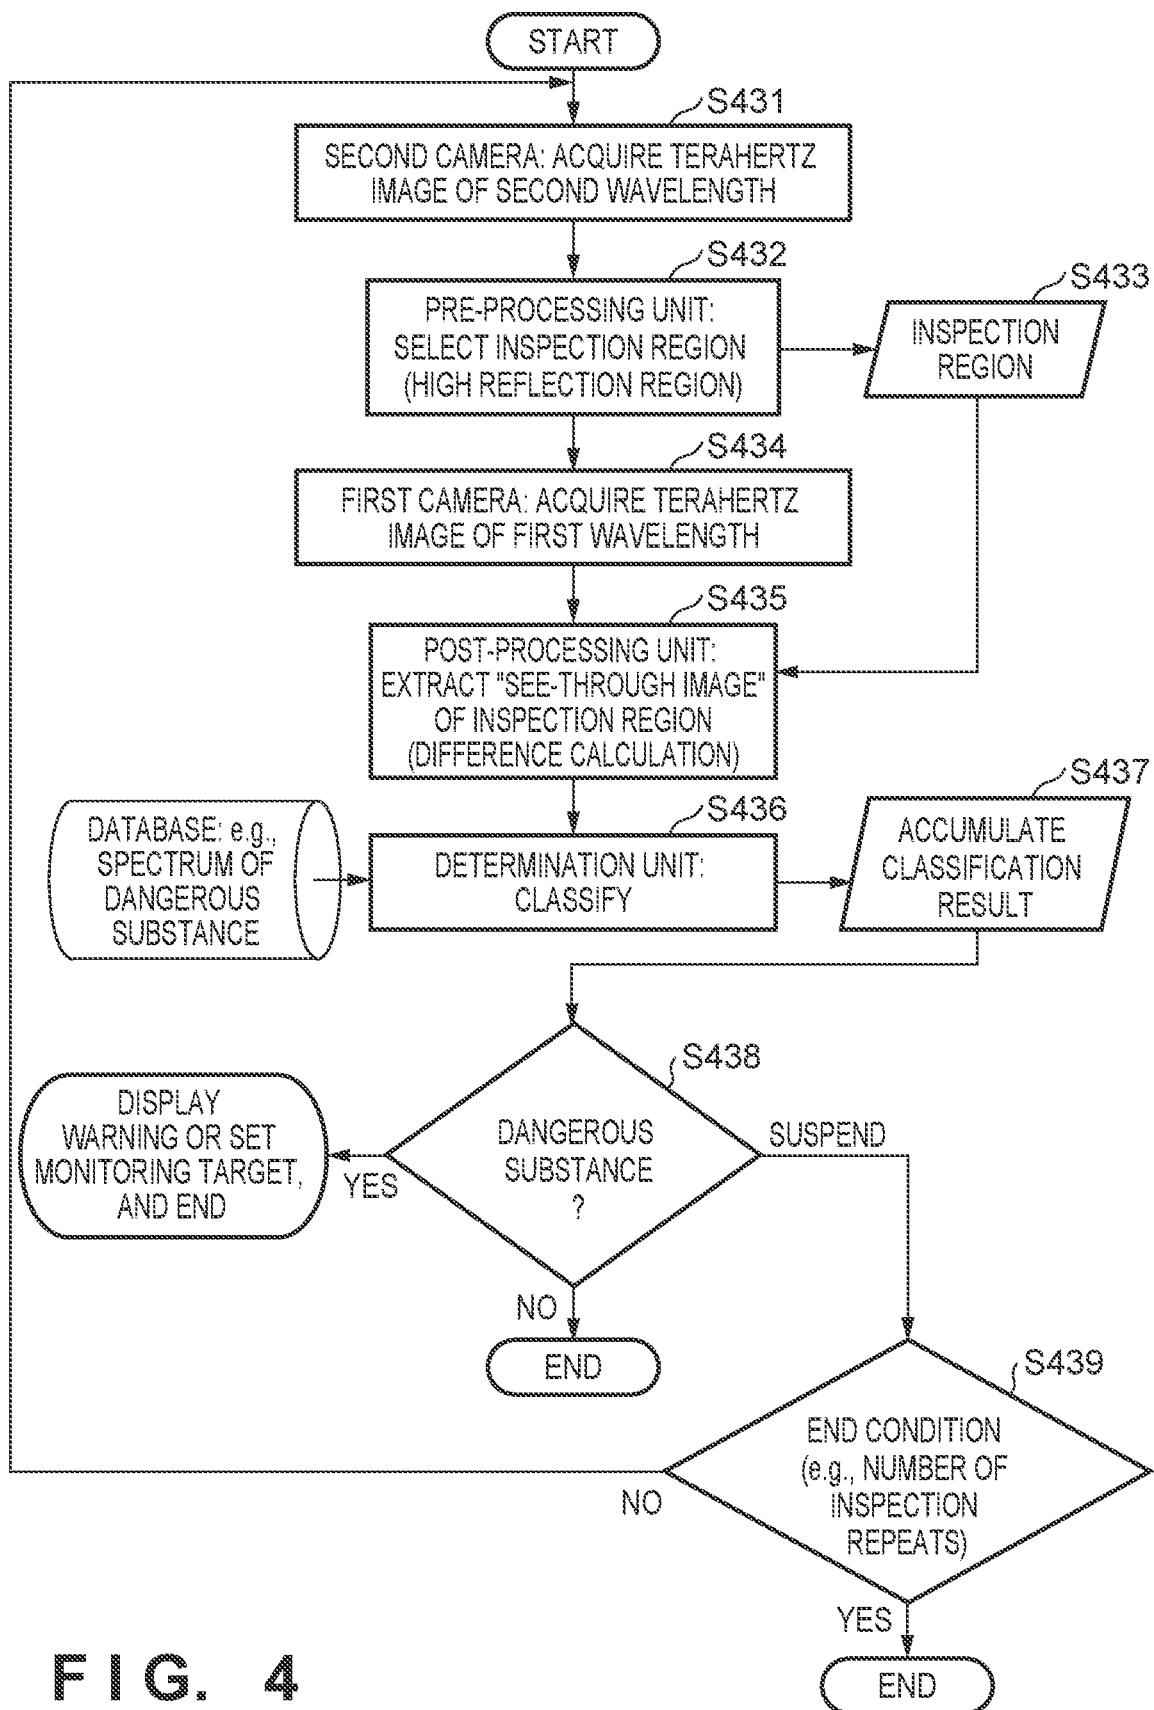 START
S431
SECOND CAMERA: ACQUIRE TERAHERTZ
IMAGE OF SECOND WAVELENGTH
S432
PRE-PROCESSING UNIT:
SELECT INSPECTION REGION
(HIGH REFLECTION REGION)
S433
INSPECTION
REGION
S434
FIRST CAMERA: ACQUIRE TERAHERTZ
IMAGE OF FIRST WAVELENGTH
S435
POST-PROCESSING UNIT:
EXTRACT "SEE-THROUGH IMAGE"
OF INSPECTION REGION
(DIFFERENCE CALCULATION)
DATABASE: e.g.,
SPECTRUM OF
DANGEROUS
SUBSTANCE
S436
DETERMINATION UNIT:
CLASSIFY
S437
ACCUMULATE
CLASSIFICATION
RESULT
S438
DANGEROUS
SUBSTANCE
?
YES
DISPLAY
WARNING OR SET
MONITORING TARGET,
AND END
SUSPEND
NO
END
S439
END CONDITION
(e.g., NUMBER OF
INSPECTION
REPEATS)
NO
YES
END
FIG. 4